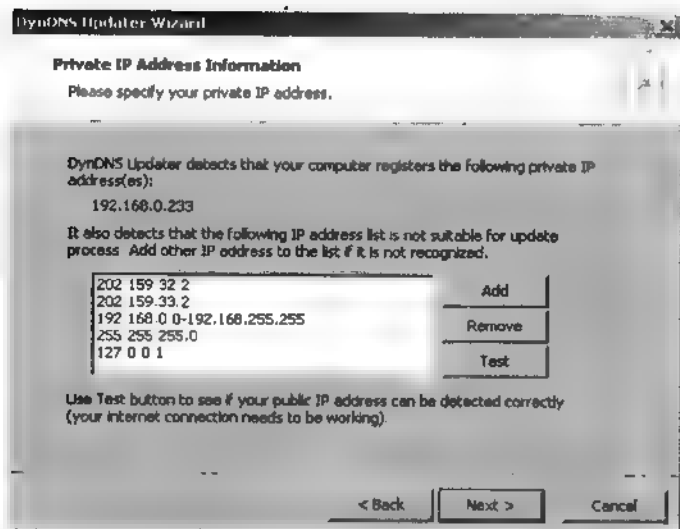 DynDNS Updater Wizard
Private IP Address Information
Please specify your private IP address.
DynDNS Updater detects that your computer registers the following private IP
address(es):
192.168.0.233
It also detects that the following IP address list is not suitable for update
process Add other IP address to the list if it is not recognized.
202 159 32 2
202 159.33.2
192 168.0 0-192.168.255.255
255 255 255.0
127 0 0 1
Add
Remove
Test
Use Test button to see if your public IP address can be detected correctly
(your internet connection needs to be working)
< Back
Next >
Cancel